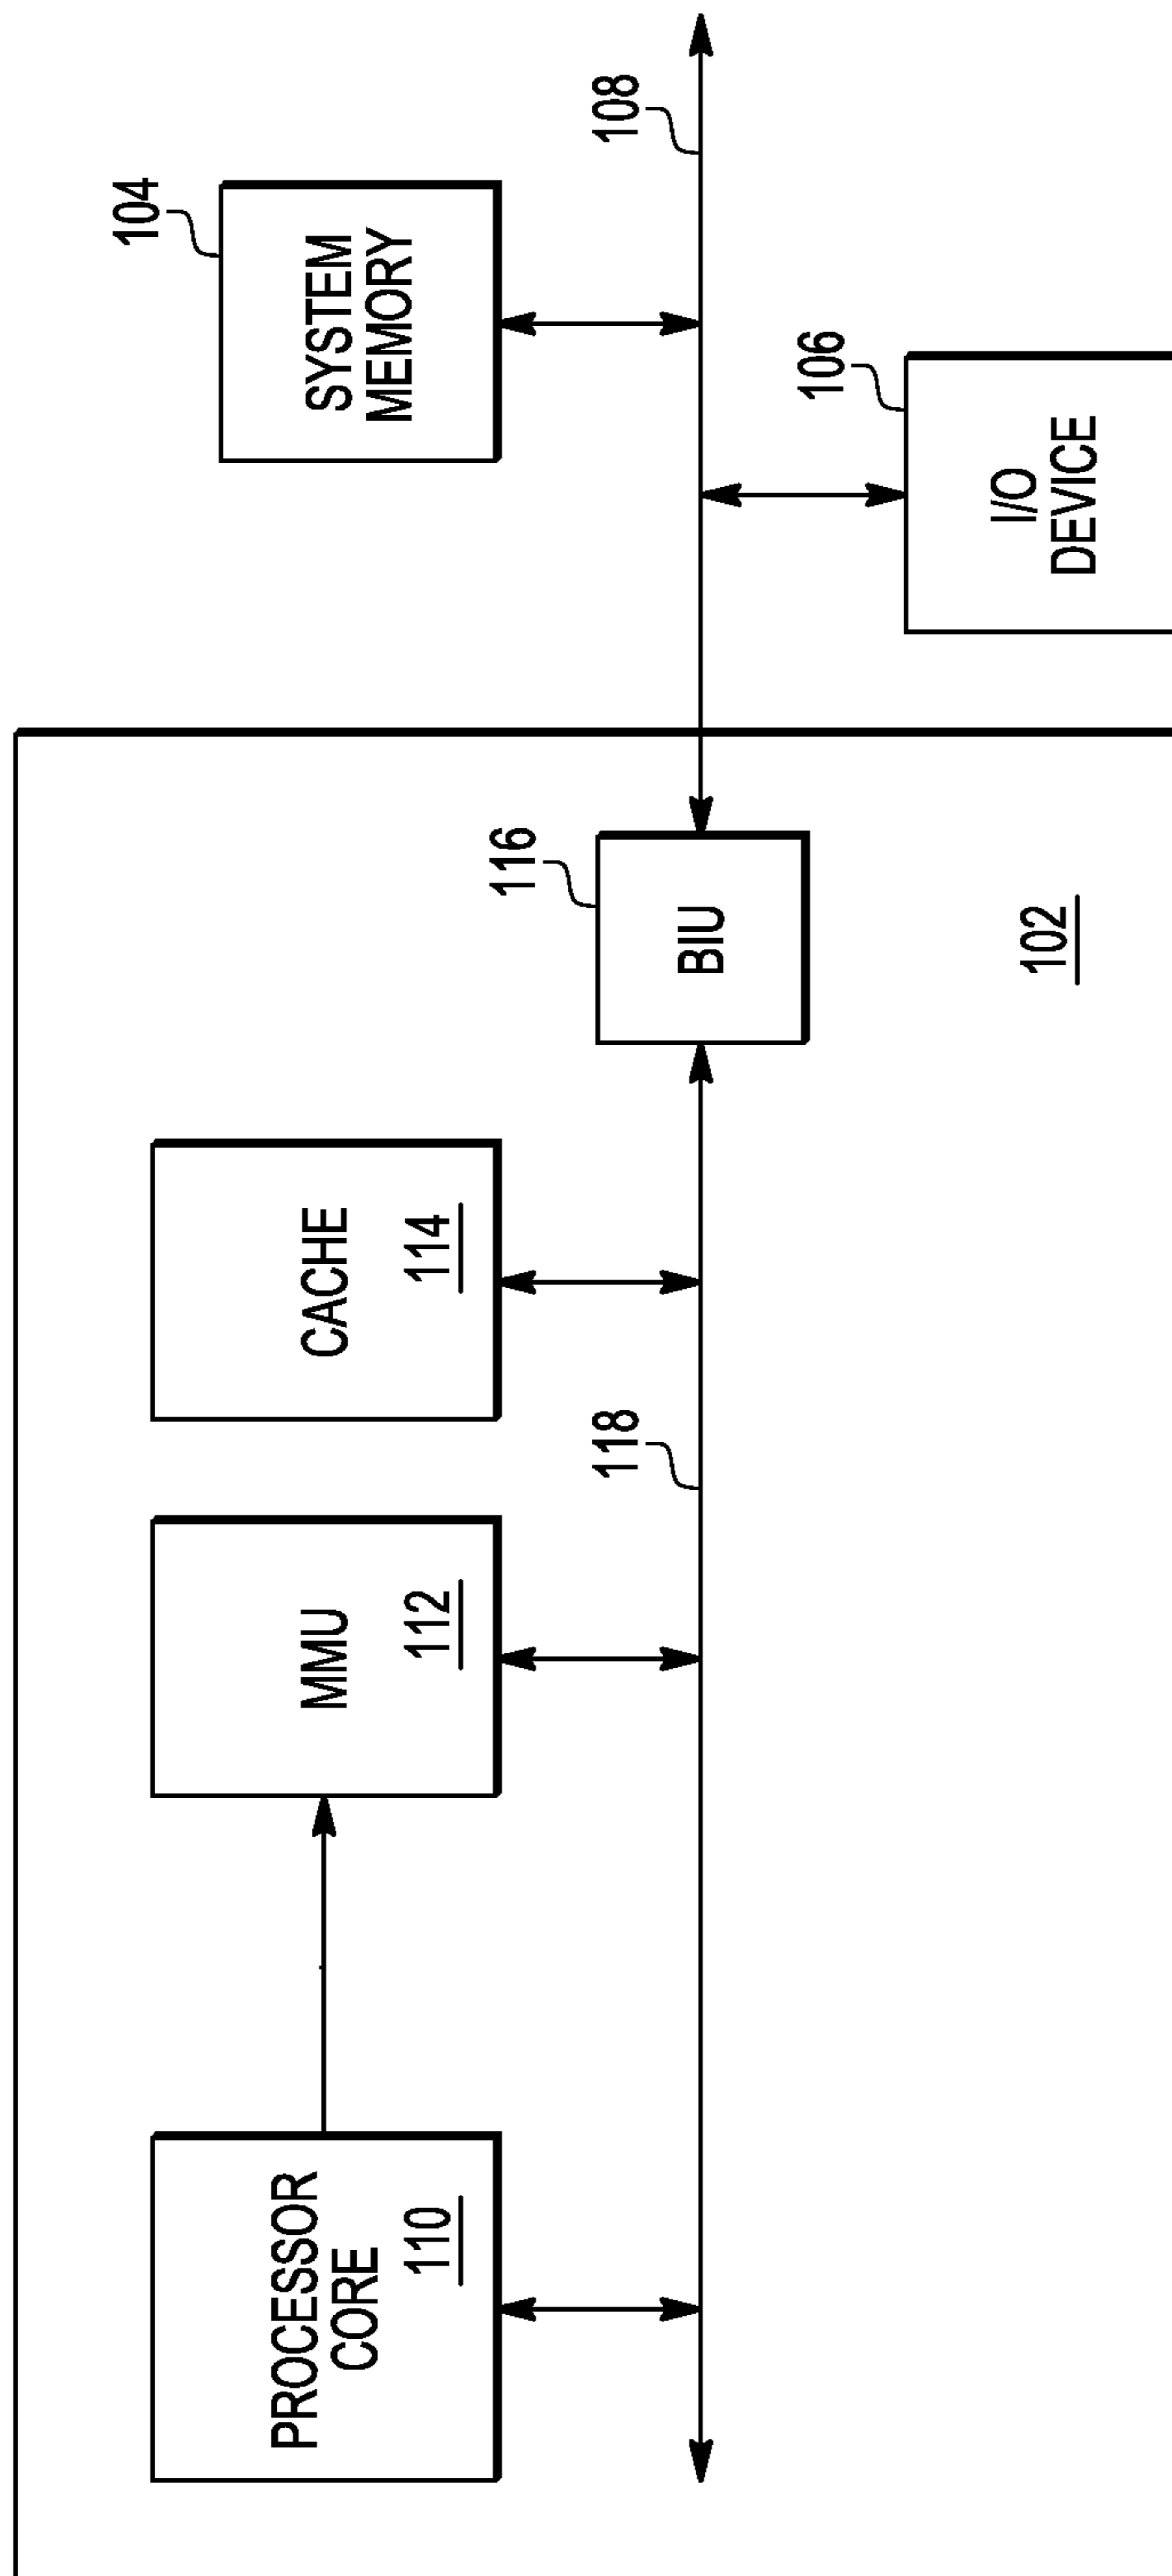 104
SYSTEM
MEMORY
108
106
I/O
DEVICE
PROCESSOR
CORE
110
MMU
112
CACHE
114
116
BIU
118
102